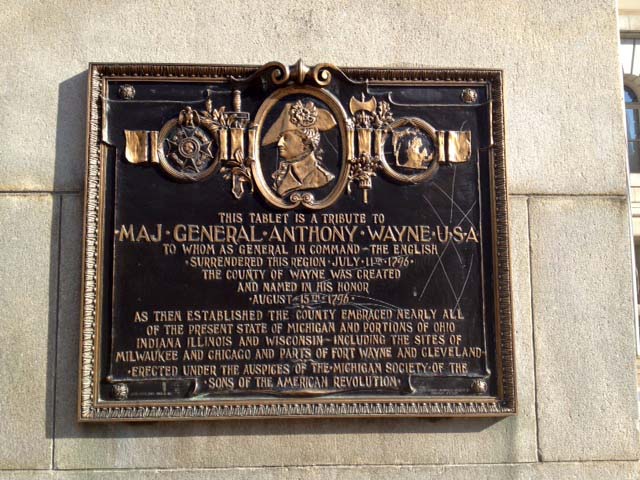 THIS TABLET IS A TRIBUTE TO
MAJ·GENERAL·ANTHONY·WAYNE·USA
TO WHOM AS GENERAL IN COMMAND–THE ENGLISH
·SURRENDERED THIS REGION·JULY·11TH·1796·
THE COUNTY OF WAYNE WAS CREATED
AND NAMED IN HIS HONOR
·AUGUST·15TH·1796·
AS THEN ESTABLISHED THE COUNTY EMBRACED NEARLY ALL
OF THE PRESENT STATE OF MICHIGAN AND PORTIONS OF OHIO
INDIANA ILLINOIS AND WISCONSIN–INCLUDING THE SITES OF
MILWAUKEE AND CHICAGO AND PARTS OF FORT WAYNE AND CLEVELAND
·ERECTED UNDER THE AUSPICES OF THE·MICHIGAN SOCIETY·OF THE·
SONS OF THE AMERICAN REVOLUTION·